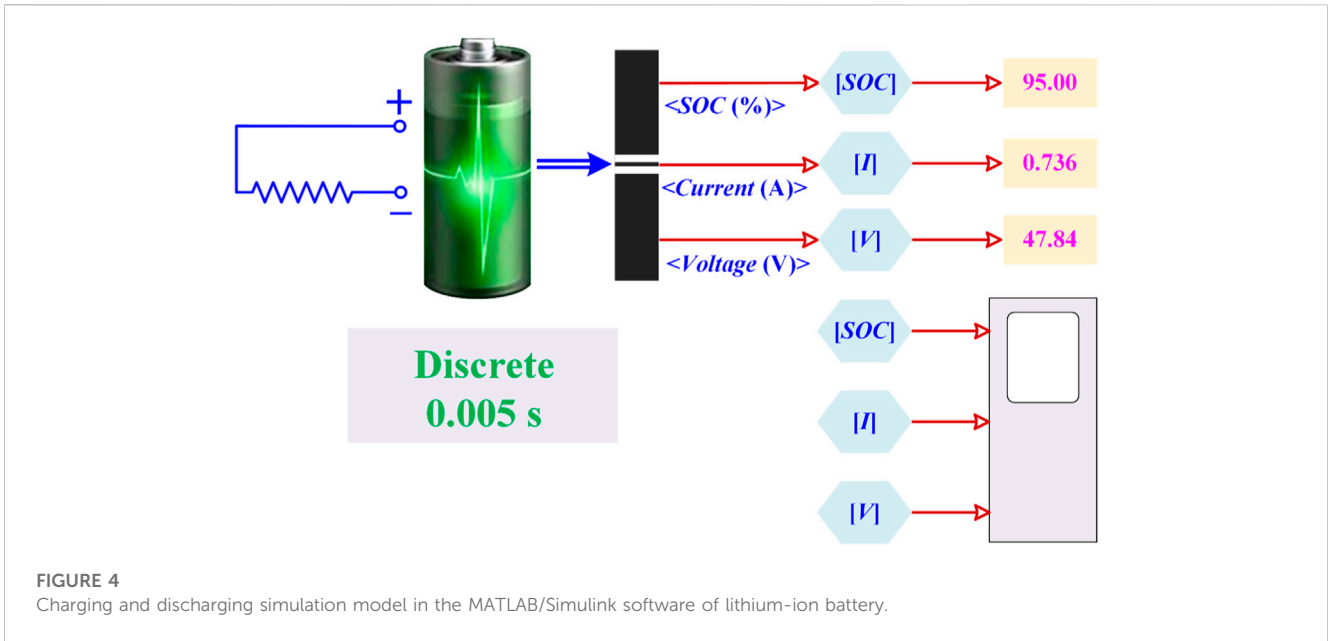 +
−
<SOC (%)>
[SOC]
95.00
<Current (A)>
[I]
0.736
<Voltage (V)>
[V]
47.84
Discrete
0.005 s
[SOC]
[I]
[V]
FIGURE 4
Charging and discharging simulation model in the MATLAB/Simulink software of lithium-ion battery.